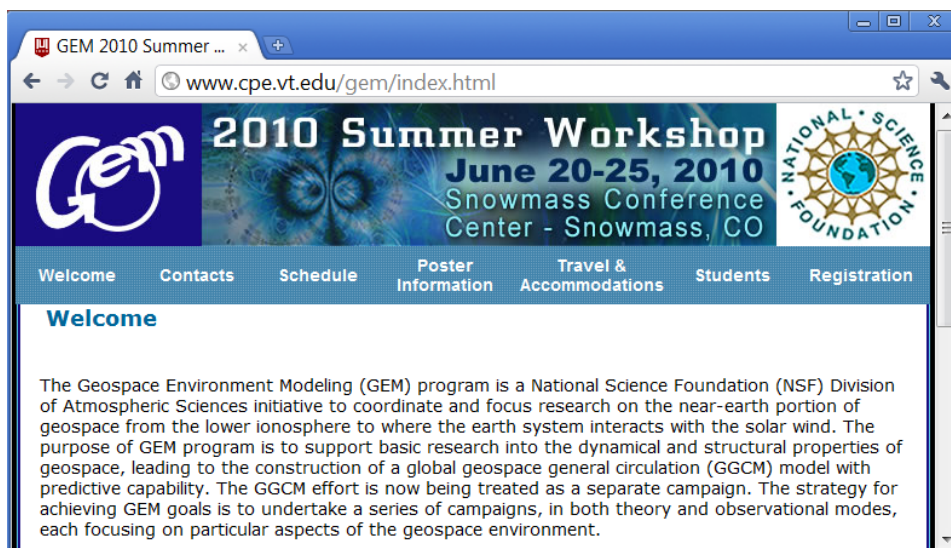 GEM 2010 Summer ...
www.cpe.vt.edu/gem/index.html
Gem
2010 Summer Workshop
June 20-25, 2010
Snowmass Conference
Center - Snowmass, CO
NATIONAL SCIENCE FOUNDATION
Welcome
Contacts
Schedule
Poster
Information
Travel &
Accommodations
Students
Registration
Welcome
The Geospace Environment Modeling (GEM) program is a National Science Foundation (NSF) Division
of Atmospheric Sciences initiative to coordinate and focus research on the near-earth portion of
geospace from the lower ionosphere to where the earth system interacts with the solar wind. The
purpose of GEM program is to support basic research into the dynamical and structural properties of
geospace, leading to the construction of a global geospace general circulation (GGCM) model with
predictive capability. The GGCM effort is now being treated as a separate campaign. The strategy for
achieving GEM goals is to undertake a series of campaigns, in both theory and observational modes,
each focusing on particular aspects of the geospace environment.